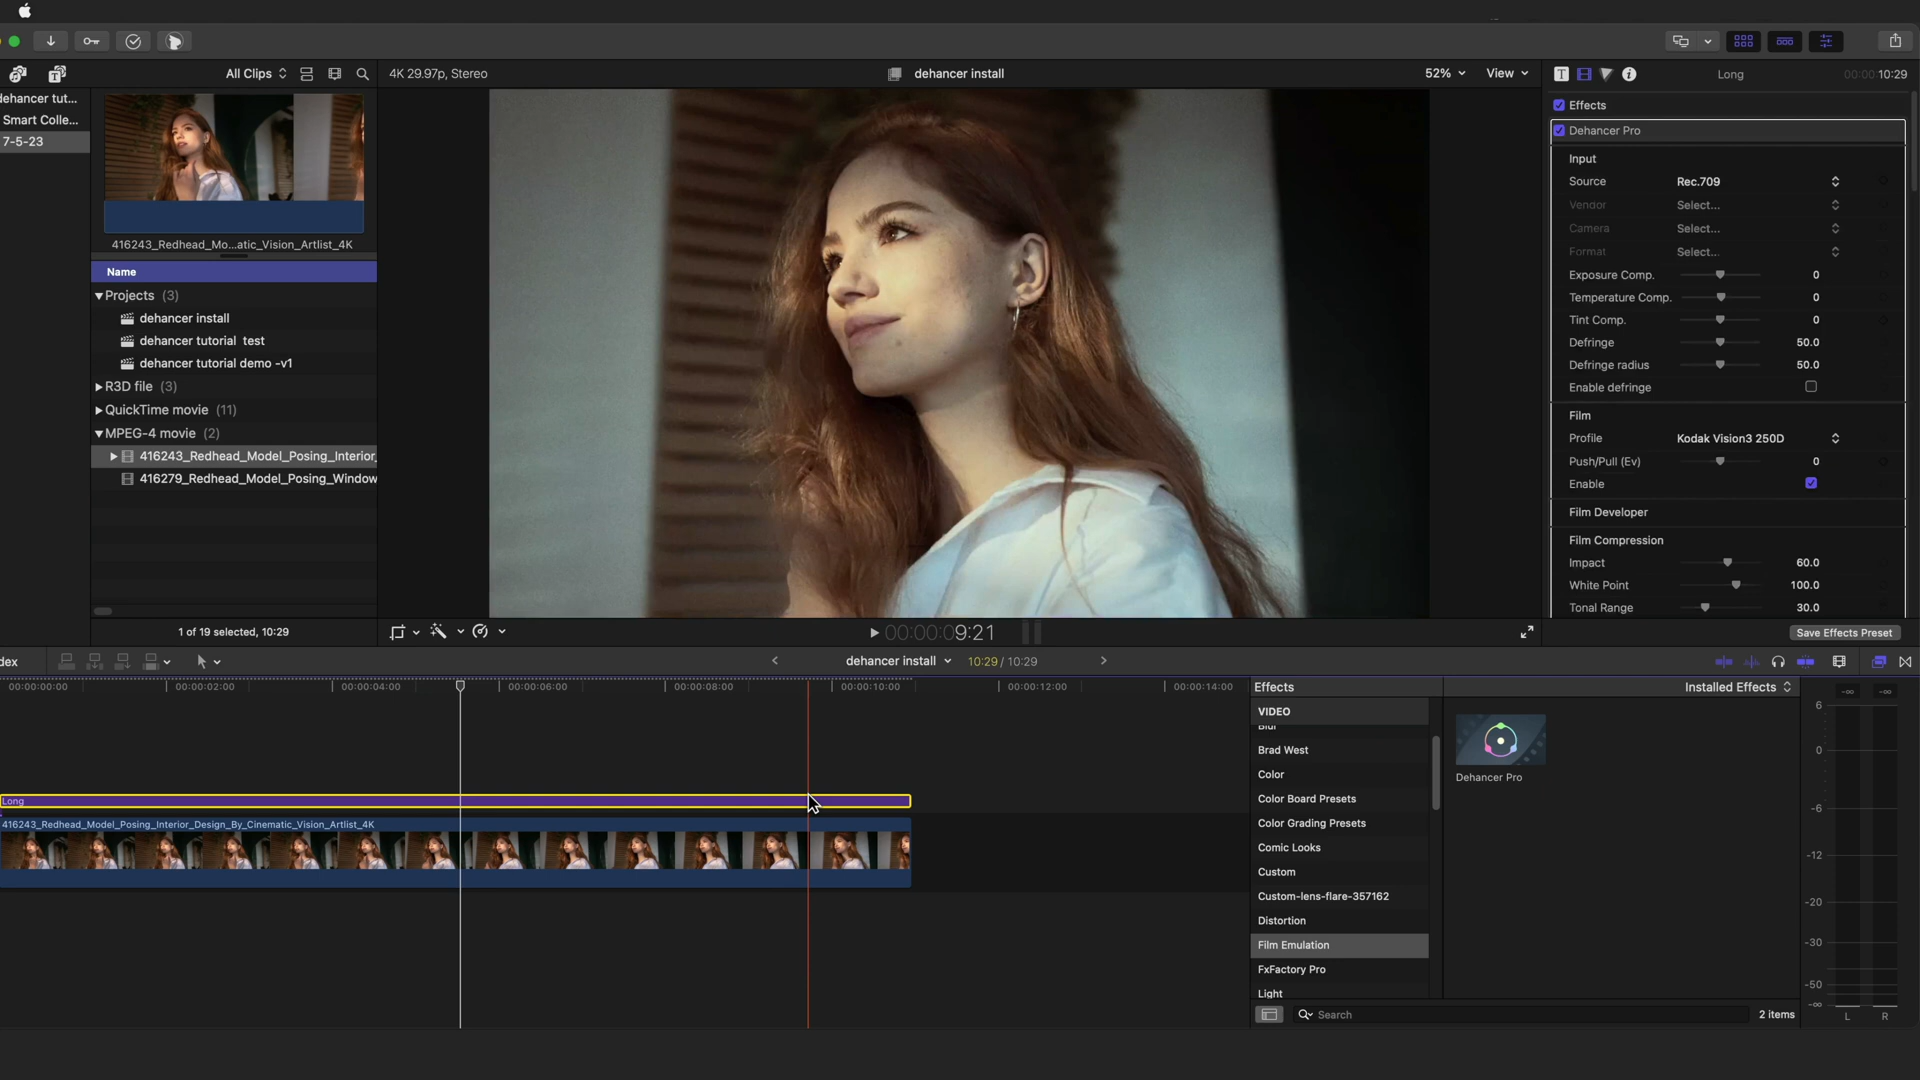 All Clips
4K 29.97p, Stereo
dehancer install
52%
View
Long
00:00:10:29
dehancer tut...
Smart Colle...
7-5-23
416243_Redhead_Mo...atic_Vision_Artlist_4K
Name
Projects (3)
dehancer install
dehancer tutorial test
dehancer tutorial demo -v1
R3D file (3)
QuickTime movie (11)
MPEG-4 movie (2)
416243_Redhead_Model_Posing_Interior_
416279_Redhead_Model_Posing_Window
1 of 19 selected, 10:29
00:00:00:09:21
Effects
Dehancer Pro
Input
Source Rec.709
Vendor Select...
Camera Select...
Format Select...
Exposure Comp. 0
Temperature Comp. 0
Tint Comp. 0
Defringe 50.0
Defringe radius 50.0
Enable defringe
Film
Profile Kodak Vision3 250D
Push/Pull (Ev) 0
Enable
Film Developer
Film Compression
Impact 60.0
White Point 100.0
Tonal Range 30.0
Save Effects Preset
dex
dehancer install
10:29 / 10:29
00:00:00:00
00:00:02:00
00:00:04:00
00:00:06:00
00:00:08:00
00:00:10:00
00:00:12:00
00:00:14:00
Long
416243_Redhead_Model_Posing_Interior_Design_By_Cinematic_Vision_Artlist_4K
Effects
Installed Effects
VIDEO
Blur
Brad West
Color
Color Board Presets
Color Grading Presets
Comic Looks
Custom
Custom-lens-flare-357162
Distortion
Film Emulation
FxFactory Pro
Light
Dehancer Pro
Search
2 items
-∞ -∞
6
0
-6
-12
-20
-30
-50
-∞
L R